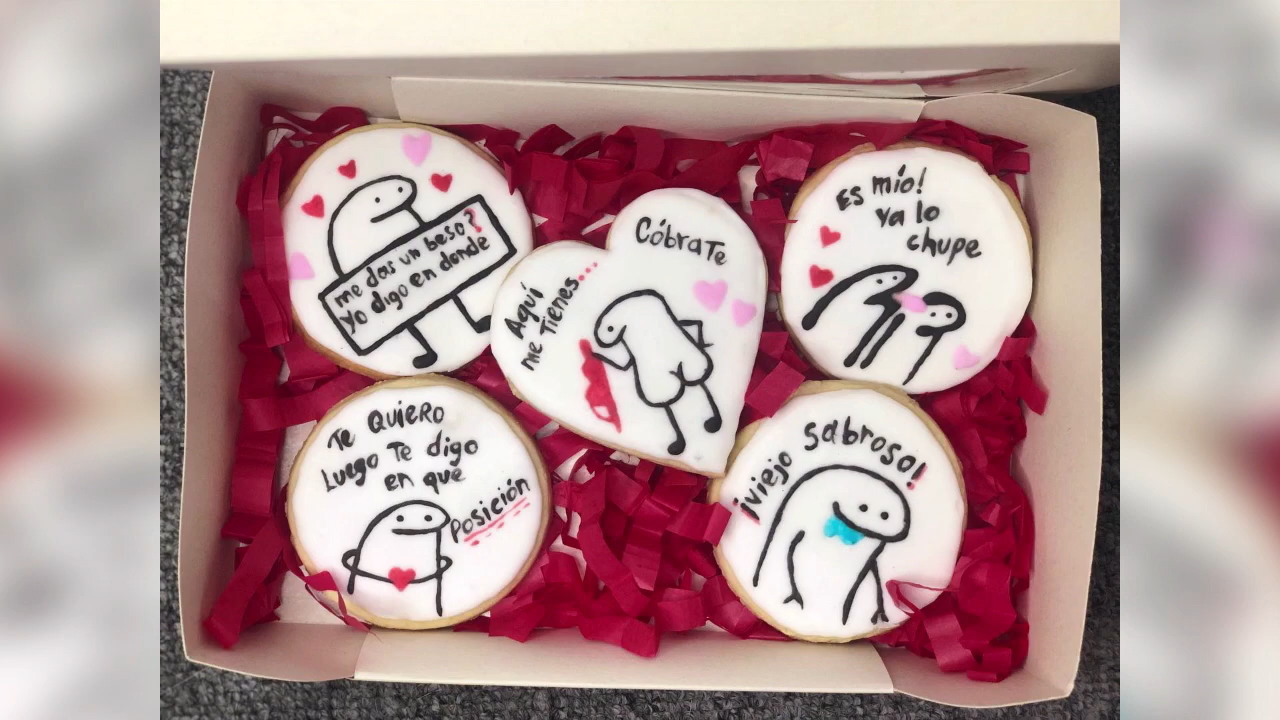 me das un beso?
Yo digo en donde
Aquí
me Tienes...
CóbraTe
Es mío!
Ya lo
chupe
Te QUiERO
Luego Te digo
en que
Posición
¡viejo Sabroso!